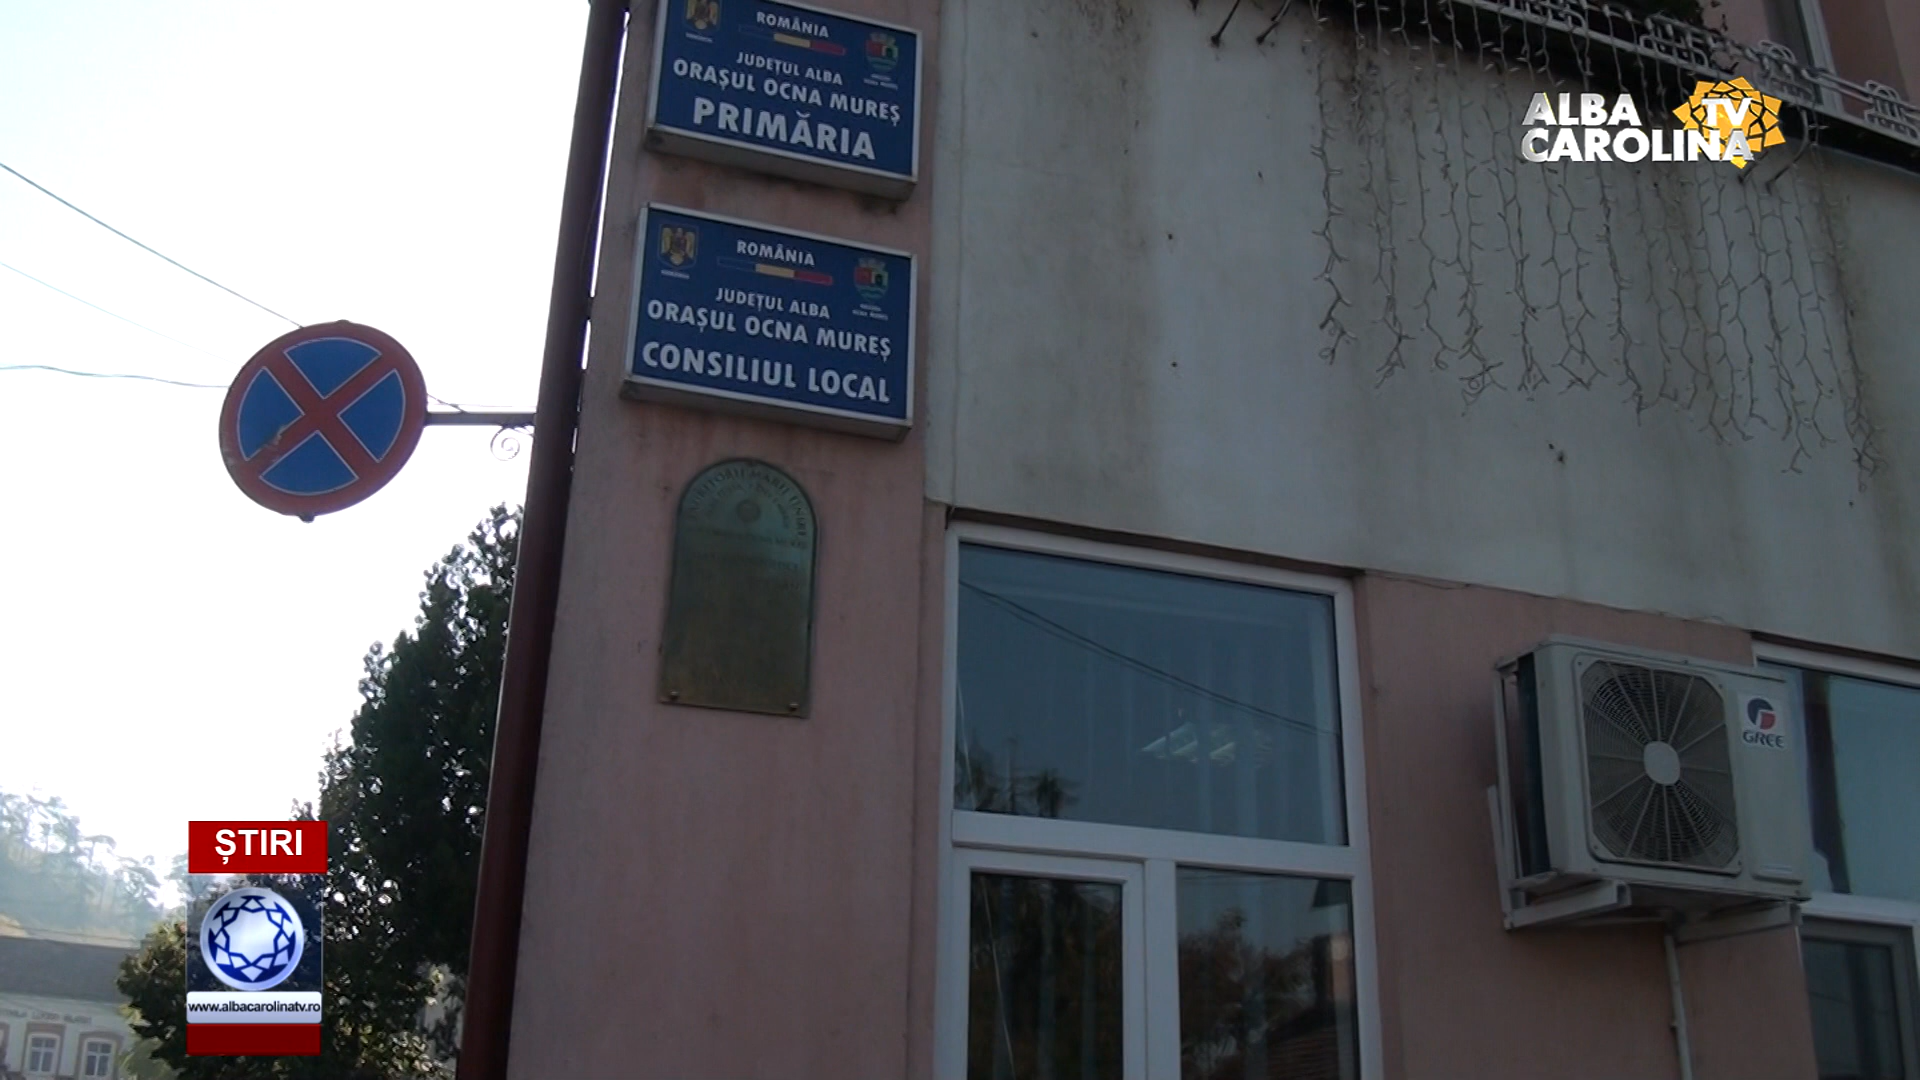 ROMÂNIA
JUDEȚUL ALBA
ORAȘUL OCNA MUREȘ
PRIMĂRIA
ROMÂNIA
JUDEȚUL ALBA
ORAȘUL OCNA MUREȘ
CONSILIUL LOCAL
ALBA
CAROLINA
TV
GREE
ȘTIRI
www.albacarolinatv.ro